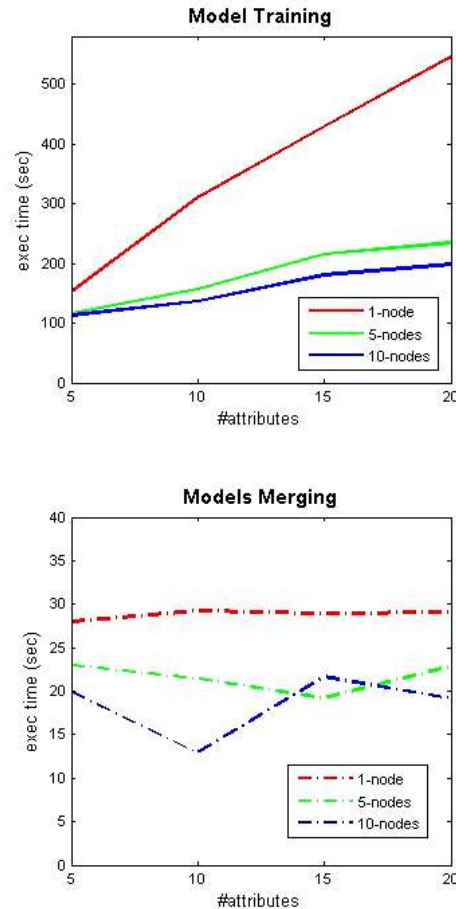 Model Training
500
400
300
200
100
0
exec time (sec)
1-node
5-nodes
10-nodes
5
10
15
20
#attributes
Models Merging
40
35
30
25
20
15
10
5
0
exec time (sec)
1-node
5-nodes
10-nodes
5
10
15
20
#attributes